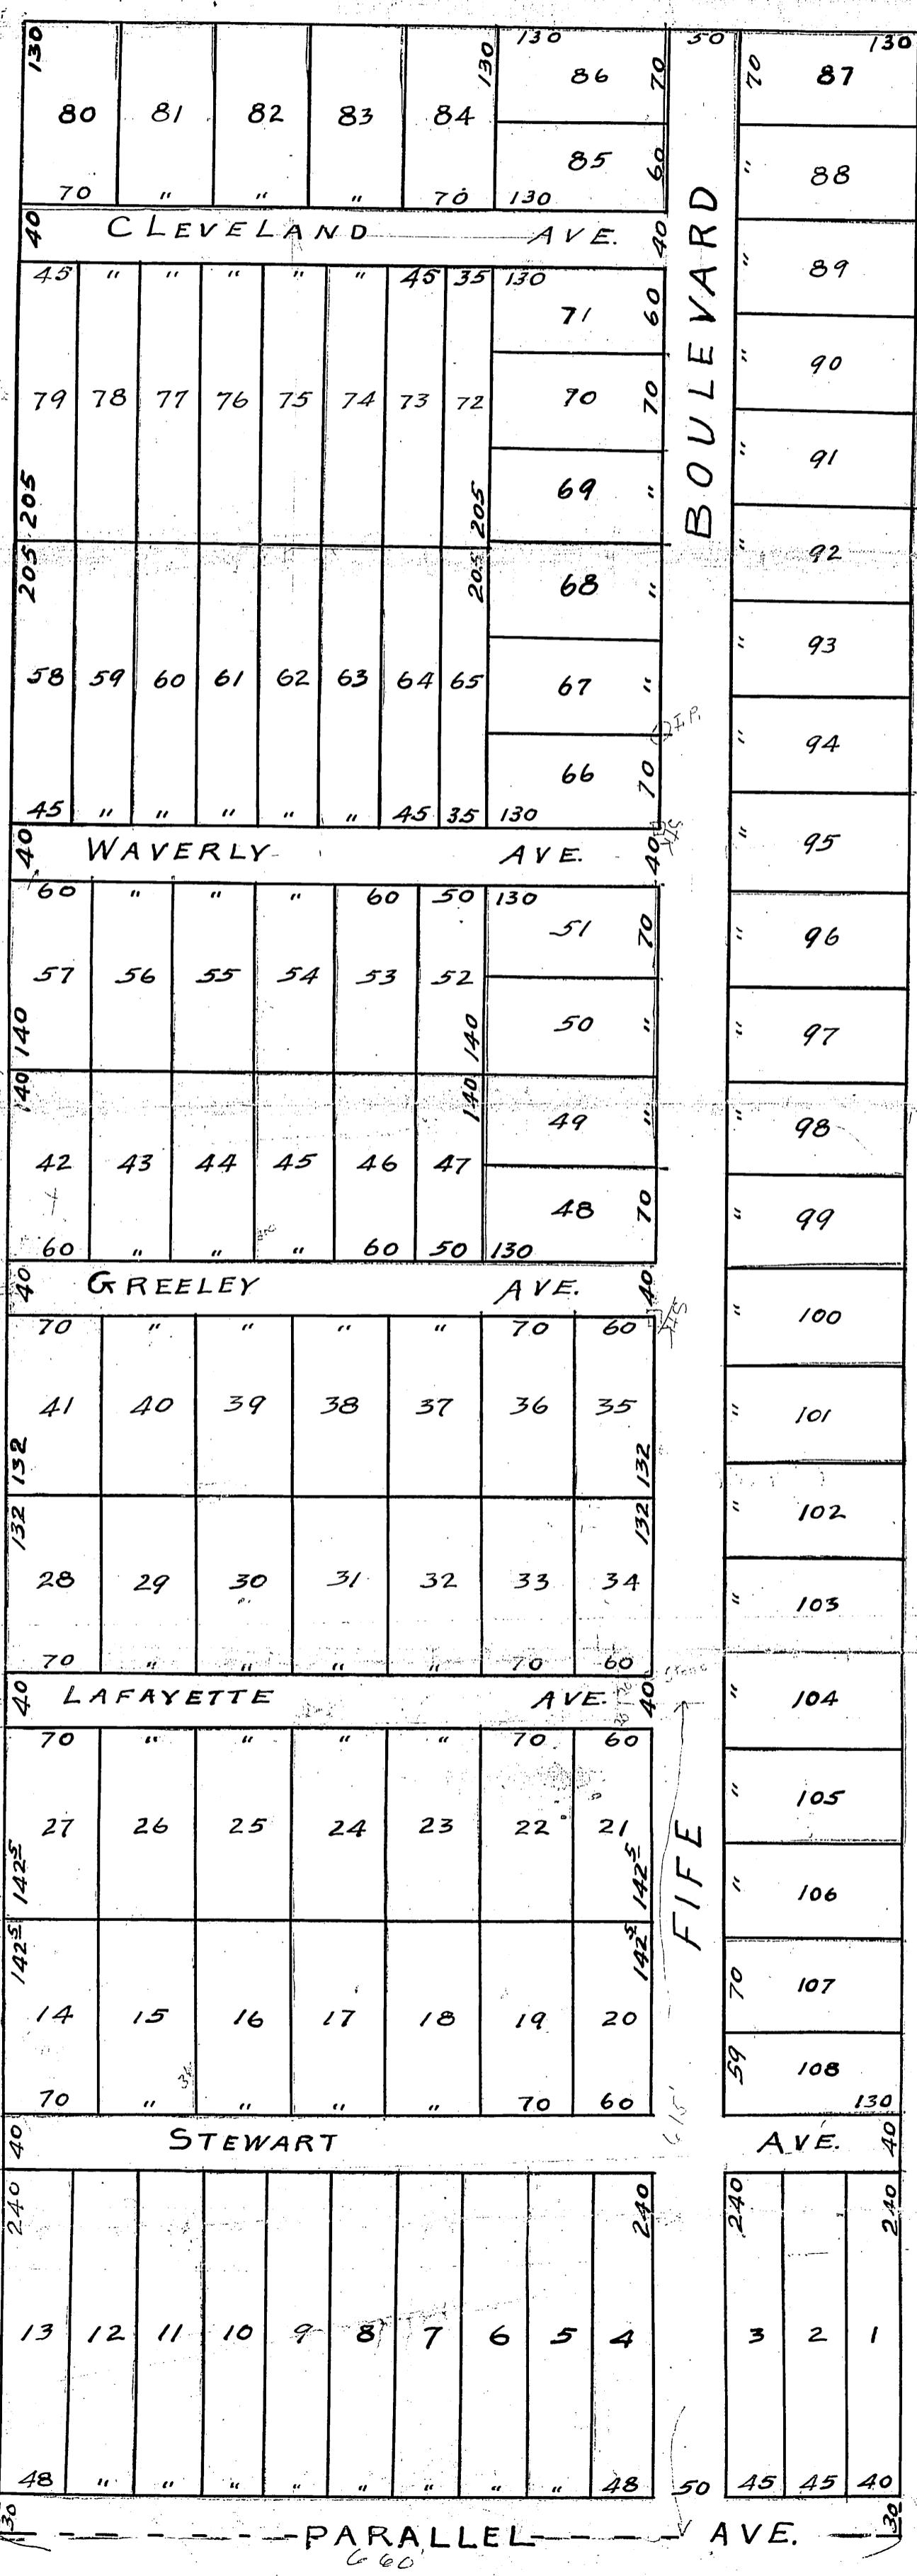 130 130 130 50 130
80 81 82 83 84 86 70 70 87
85 60 " 88
70 " " " 70 130
40 CLEVELAND AVE. 40
" 89
45 " " " " " 45 35 130
71 60
" 90
79 78 77 76 75 74 73 72 70 70
" 91
205 205 69 "
BOULEVARD
205 205 68 " " 92
" 93
58 59 60 61 62 63 64 65 67 "
I.P.
66 70 " 94
45 " " " " " 45 35 130
40 WAVERLY AVE. 40 " 95
STK
60 " " " 60 50 130
51 70 " 96
57 56 55 54 53 52
140 140 50 " " 97
140 140 49 " " 98
42 43 44 45 46 47
48 70 " 99
60 " " " 60 50 130
40 GREELEY AVE. 40
70 " " " " 70 60 " 100
41 40 39 38 37 36 35 " 101
132 132
132 132 " 102
28 29 30 31 32 33 34 " 103
70 " " " " 70 60
40 LAFAYETTE AVE. 40 " 104
70 " " " " 70 60
27 26 25 24 23 22 21 " 105
142⁵ 142⁵ FIFE " 106
142⁵ 142⁵
70 107
14 15 16 17 18 19 20
59 108
70 " " " " 70 60 130
615'
40 STEWART AVE. 40
240 240 240 240
13 12 11 10 9 8 7 6 5 4 3 2 1
48 " " " " " " " " 48 50 45 45 40
30 PARALLEL AVE. 30
660